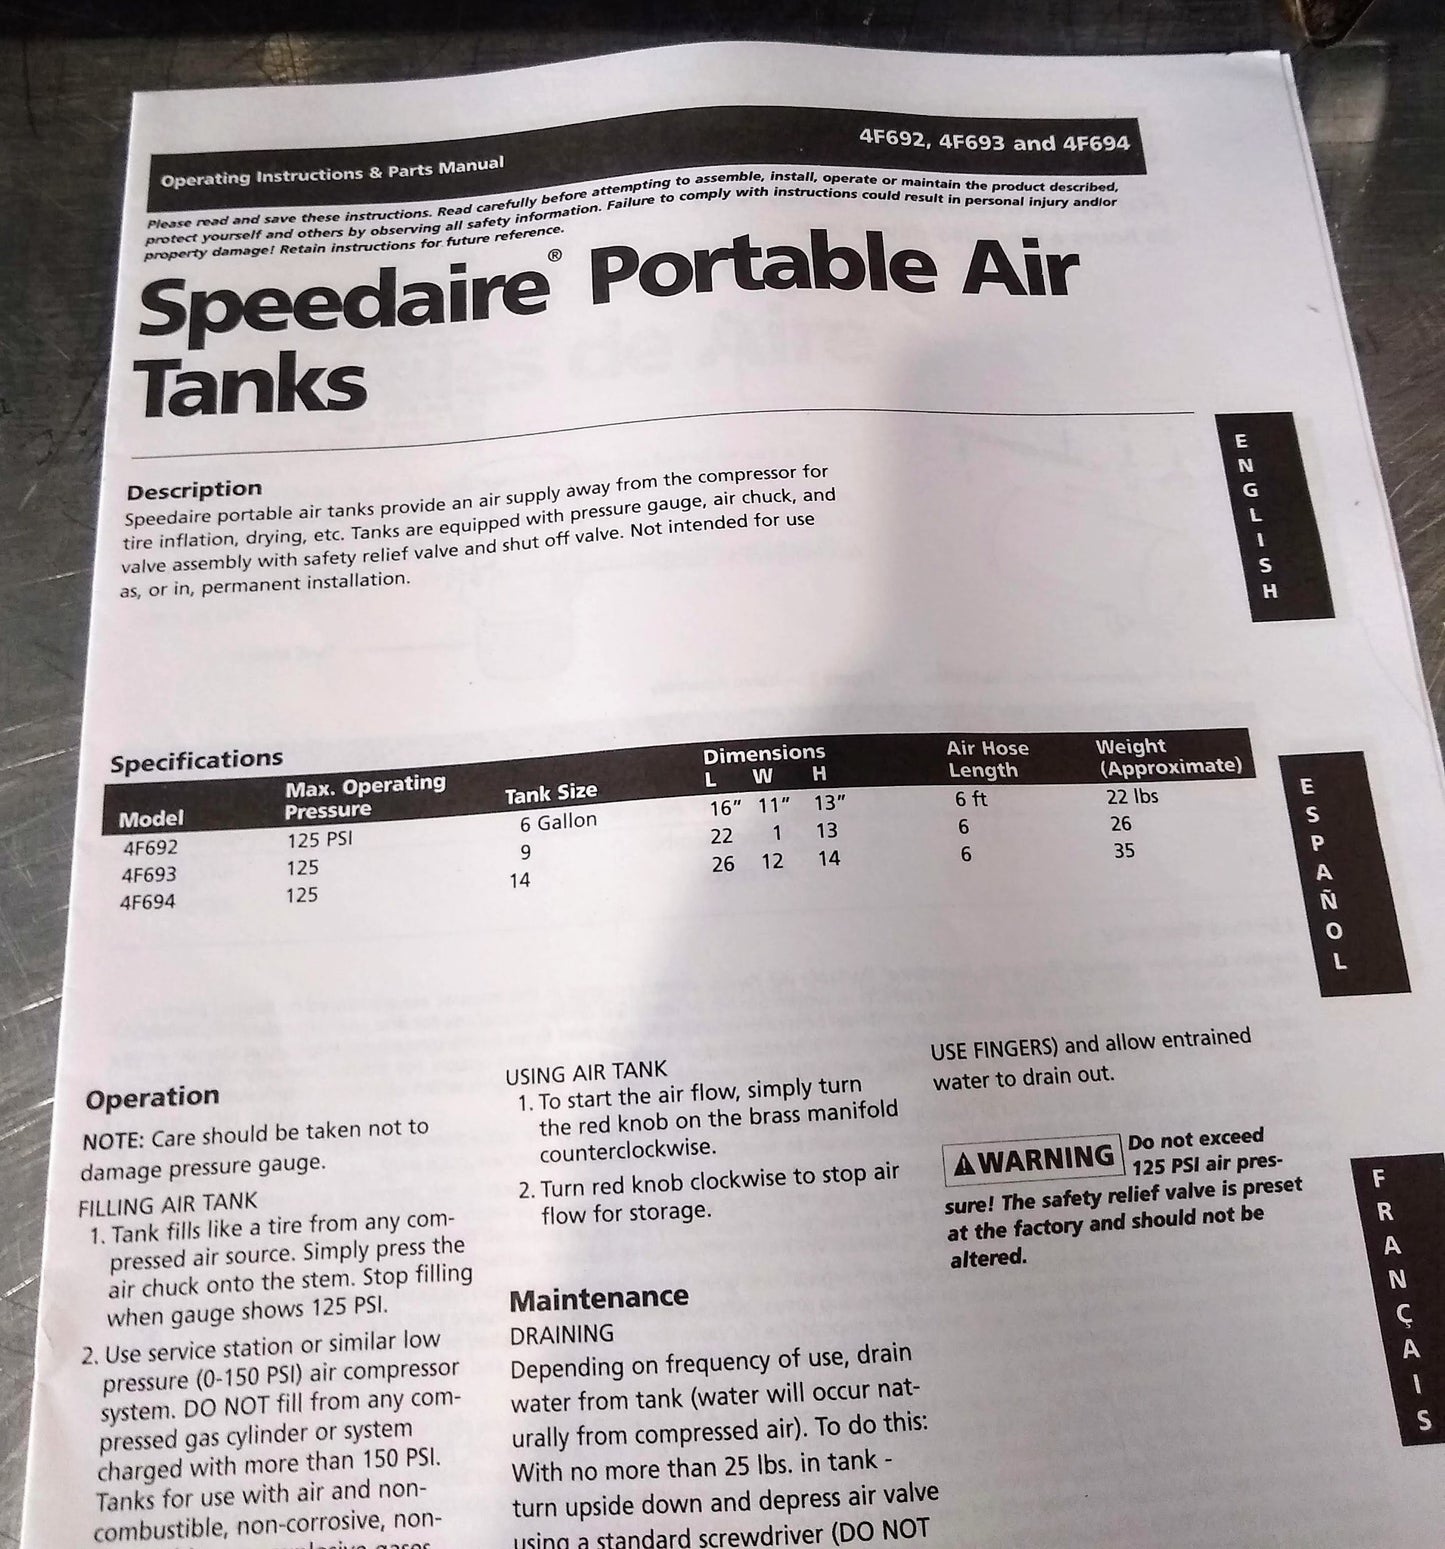 Operating Instructions & Parts Manual
4F692, 4F693 and 4F694
Please read and save these instructions. Read carefully before attempting to assemble, install, operate or maintain the product described,
protect yourself and others by observing all safety information. Failure to comply with instructions could result in personal injury and/or
property damage! Retain instructions for future reference.
Speedaire® Portable Air
Tanks
Description
Speedaire portable air tanks provide an air supply away from the compressor for
tire inflation, drying, etc. Tanks are equipped with pressure gauge, air chuck, and
valve assembly with safety relief valve and shut off valve. Not intended for use
as, or in, permanent installation.
Specifications
Model Max. Operating Pressure Tank Size Dimensions L W H Air Hose Length Weight (Approximate)
4F692 125 PSI 6 Gallon 16" 11" 13" 6 ft 22 lbs
4F693 125 9 22 1 13 6 26
4F694 125 14 26 12 14 6 35
Operation
NOTE: Care should be taken not to
damage pressure gauge.
FILLING AIR TANK
1. Tank fills like a tire from any com-
pressed air source. Simply press the
air chuck onto the stem. Stop filling
when gauge shows 125 PSI.
2. Use service station or similar low
pressure (0-150 PSI) air compressor
system. DO NOT fill from any com-
pressed gas cylinder or system
charged with more than 150 PSI.
Tanks for use with air and non-
combustible, non-corrosive, non-
gases
USING AIR TANK
1. To start the air flow, simply turn
the red knob on the brass manifold
counterclockwise.
2. Turn red knob clockwise to stop air
flow for storage.
Maintenance
DRAINING
Depending on frequency of use, drain
water from tank (water will occur nat-
urally from compressed air). To do this:
With no more than 25 lbs. in tank -
turn upside down and depress air valve
using a standard screwdriver (DO NOT
USE FINGERS) and allow entrained
water to drain out.
⚠WARNING Do not exceed
125 PSI air pres-
sure! The safety relief valve is preset
at the factory and should not be
altered.
ENGLISH
ESPAÑOL
FRANÇAIS